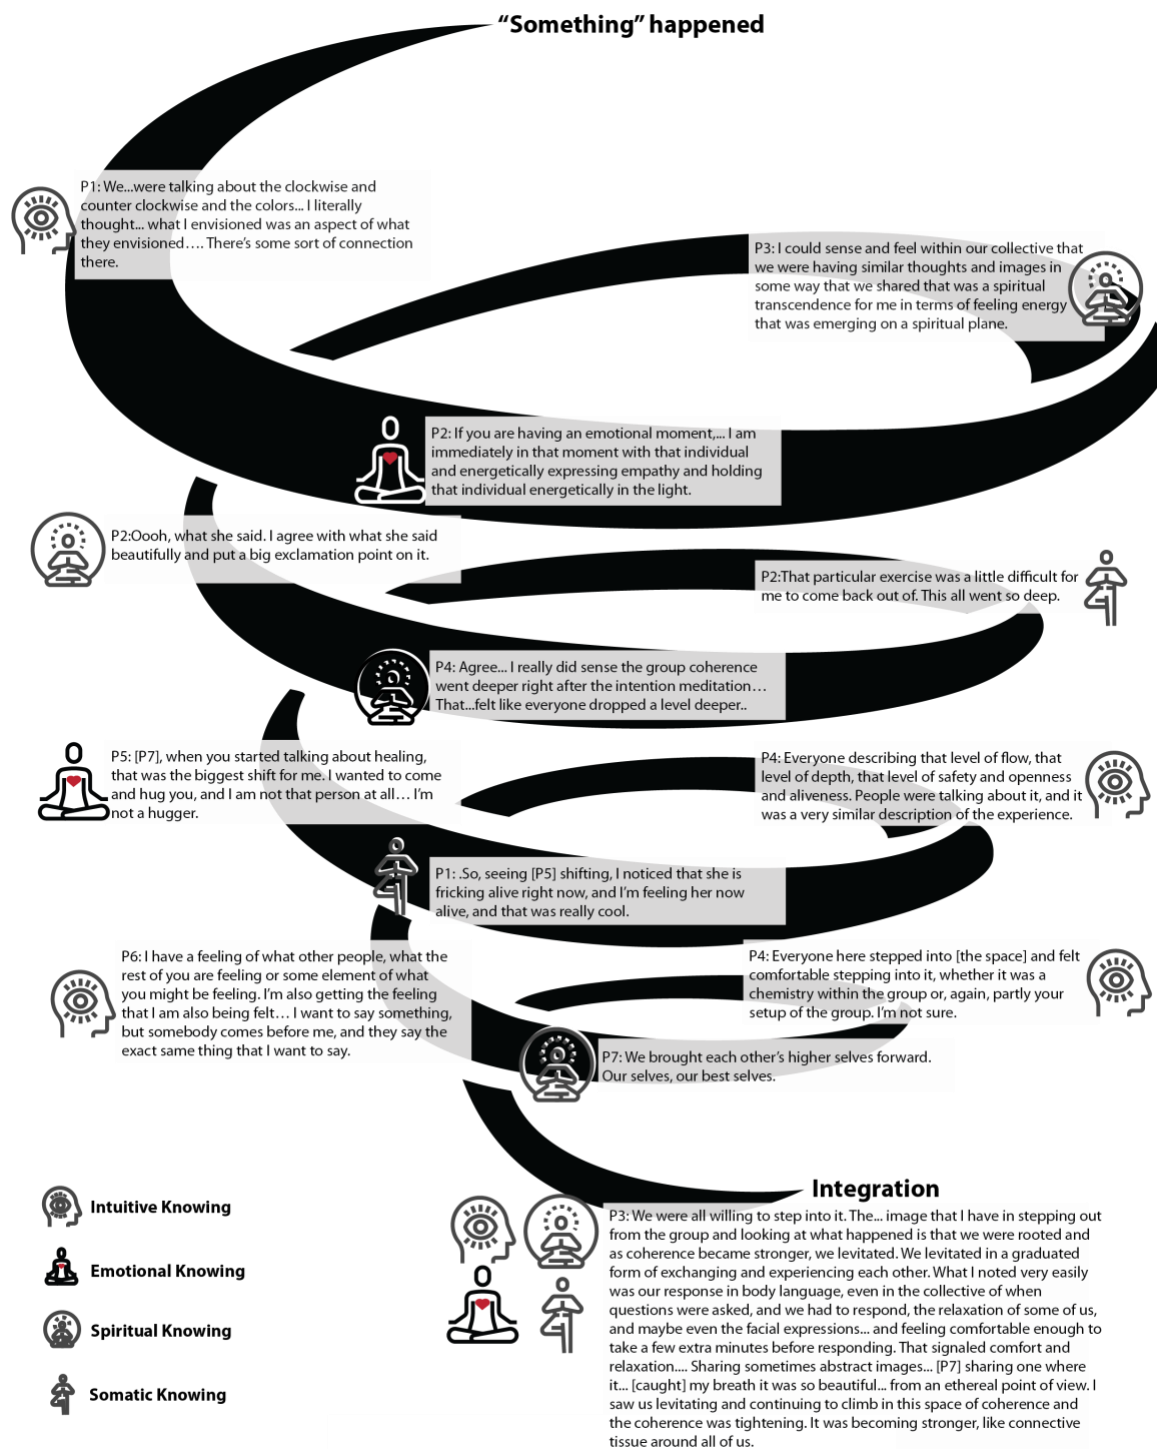 “Something” happened
P1: We...were talking about the clockwise and
counter clockwise and the colors... I literally
thought... what I envisioned was an aspect of what
they envisioned…. There’s some sort of connection
there.
P3: I could sense and feel within our collective that
we were having similar thoughts and images in
some way that we shared that was a spiritual
transcendence for me in terms of feeling energy
that was emerging on a spiritual plane.
P2: If you are having an emotional moment,... I am
immediately in that moment with that individual
and energetically expressing empathy and holding
that individual energetically in the light.
P2:Oooh, what she said. I agree with what she said
beautifully and put a big exclamation point on it.
P2:That particular exercise was a little difficult for
me to come back out of. This all went so deep.
P4: Agree... I really did sense the group coherence
went deeper right after the intention meditation…
That...felt like everyone dropped a level deeper..
P5: [P7], when you started talking about healing,
that was the biggest shift for me. I wanted to come
and hug you, and I am not that person at all… I’m
not a hugger.
P4: Everyone describing that level of flow, that
level of depth, that level of safety and openness
and aliveness. People were talking about it, and it
was a very similar description of the experience.
P1: .So, seeing [P5] shifting, I noticed that she is
fricking alive right now, and I’m feeling her now
alive, and that was really cool.
P6: I have a feeling of what other people, what the
rest of you are feeling or some element of what
you might be feeling. I’m also getting the feeling
that I am also being felt… I want to say something,
but somebody comes before me, and they say the
exact same thing that I want to say.
P4: Everyone here stepped into [the space] and felt
comfortable stepping into it, whether it was a
chemistry within the group or, again, partly your
setup of the group. I’m not sure.
P7: We brought each other’s higher selves forward.
Our selves, our best selves.
Intuitive Knowing
Emotional Knowing
Spiritual Knowing
Somatic Knowing
Integration
P3: We were all willing to step into it. The... image that I have in stepping out
from the group and looking at what happened is that we were rooted and
as coherence became stronger, we levitated. We levitated in a graduated
form of exchanging and experiencing each other. What I noted very easily
was our response in body language, even in the collective of when
questions were asked, and we had to respond, the relaxation of some of us,
and maybe even the facial expressions... and feeling comfortable enough to
take a few extra minutes before responding. That signaled comfort and
relaxation.... Sharing sometimes abstract images... [P7] sharing one where
it... [caught] my breath it was so beautiful... from an ethereal point of view. I
saw us levitating and continuing to climb in this space of coherence and
the coherence was tightening. It was becoming stronger, like connective
tissue around all of us.